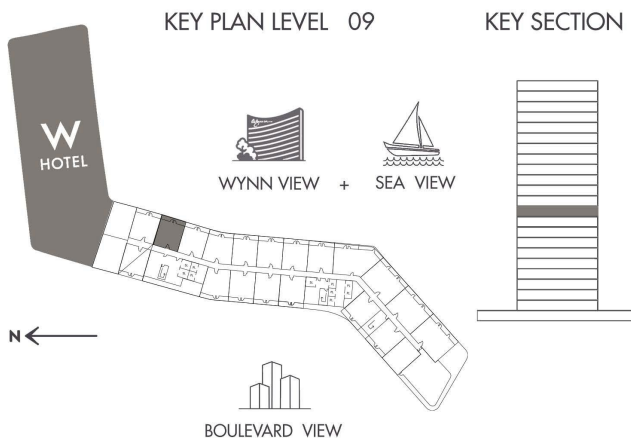 KEY PLAN LEVEL 09
KEY SECTION
W
HOTEL
WYNN VIEW + SEA VIEW
N
BOULEVARD VIEW